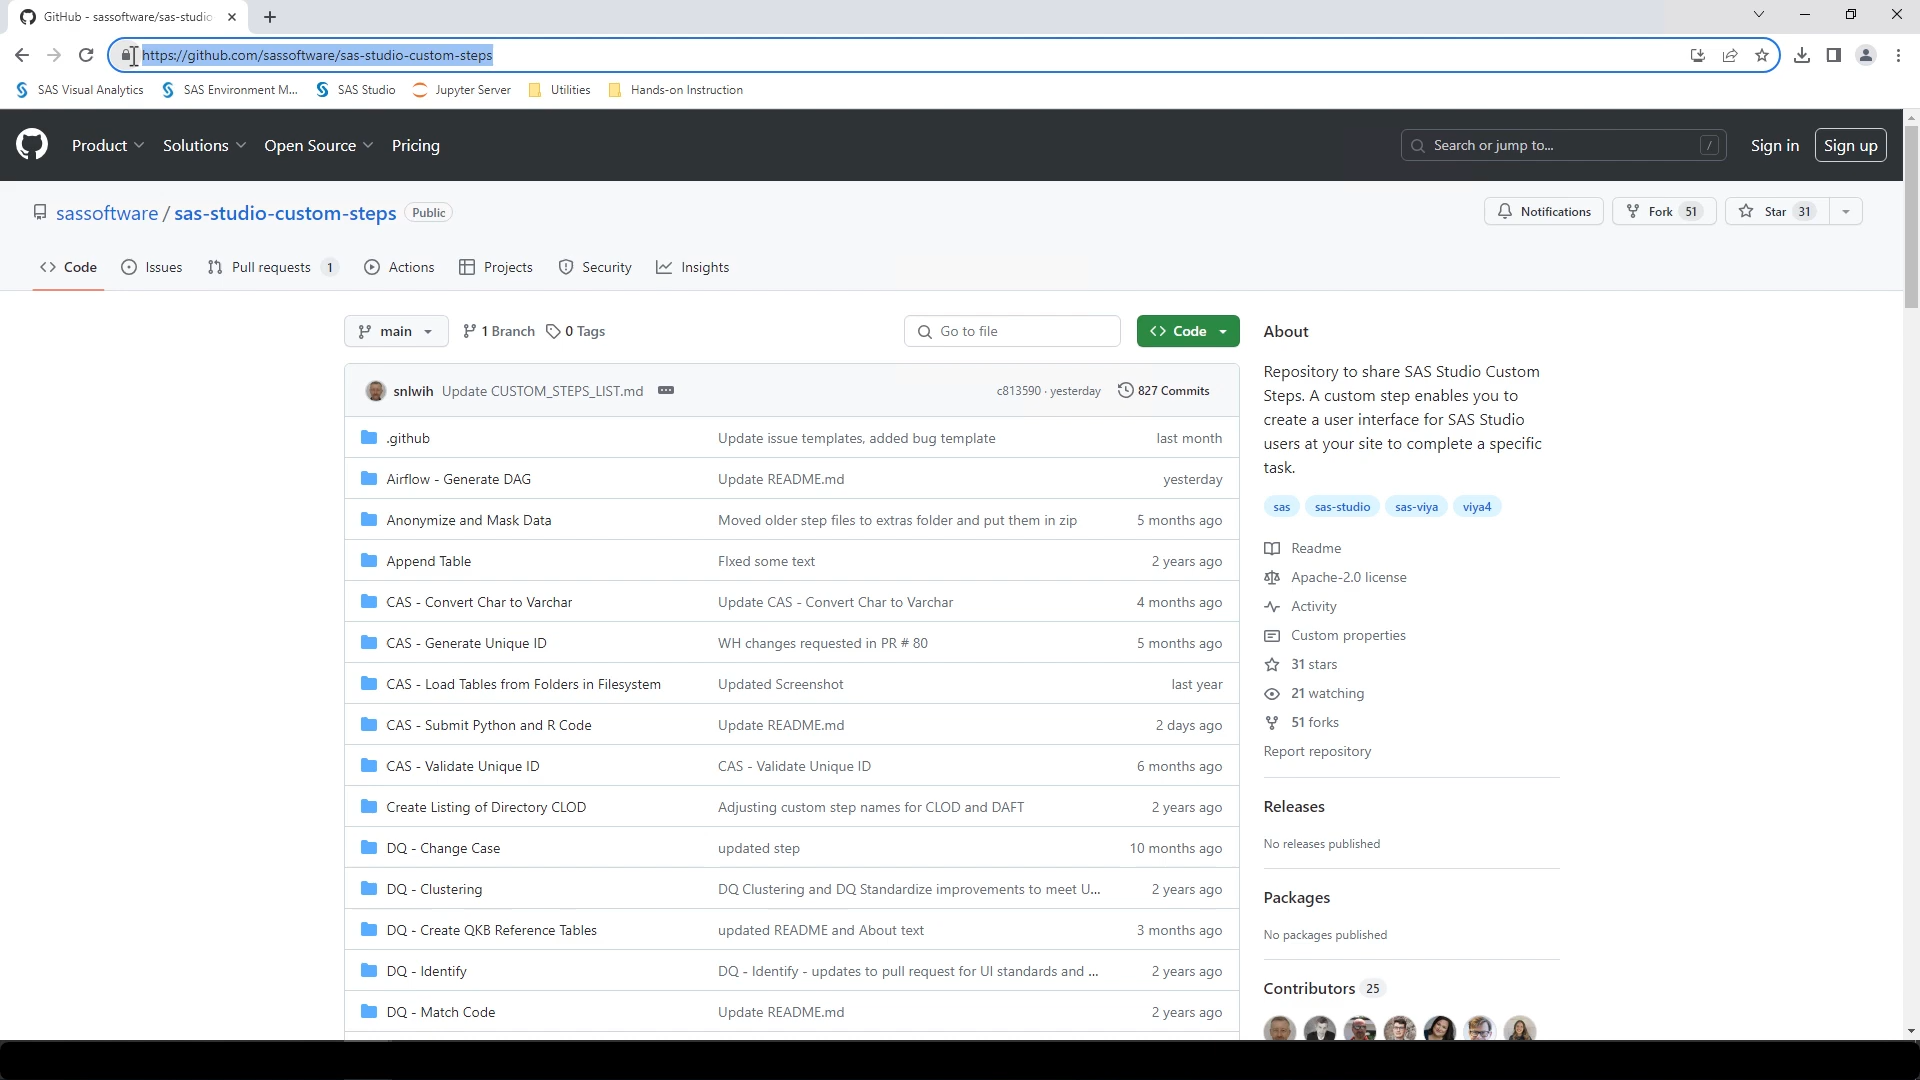 GitHub - sassoftware/sas-studio
https://github.com/sassoftware/sas-studio-custom-steps
SAS Visual Analytics SAS Environment M... SAS Studio Jupyter Server Utilities Hands-on Instruction
Product Solutions Open Source Pricing Search or jump to... / Sign in Sign up
sassoftware / sas-studio-custom-steps Public Notifications Fork 51 Star 31
Code Issues Pull requests 1 Actions Projects Security Insights
main 1 Branch 0 Tags Go to file Code
snlwih Update CUSTOM_STEPS_LIST.md c813590 · yesterday 827 Commits
.github Update issue templates, added bug template last month
Airflow - Generate DAG Update README.md yesterday
Anonymize and Mask Data Moved older step files to extras folder and put them in zip 5 months ago
Append Table FIxed some text 2 years ago
CAS - Convert Char to Varchar Update CAS - Convert Char to Varchar 4 months ago
CAS - Generate Unique ID WH changes requested in PR # 80 5 months ago
CAS - Load Tables from Folders in Filesystem Updated Screenshot last year
CAS - Submit Python and R Code Update README.md 2 days ago
CAS - Validate Unique ID CAS - Validate Unique ID 6 months ago
Create Listing of Directory CLOD Adjusting custom step names for CLOD and DAFT 2 years ago
DQ - Change Case updated step 10 months ago
DQ - Clustering DQ Clustering and DQ Standardize improvements to meet U... 2 years ago
DQ - Create QKB Reference Tables updated README and About text 3 months ago
DQ - Identify DQ - Identify - updates to pull request for UI standards and ... 2 years ago
DQ - Match Code Update README.md 2 years ago
About
Repository to share SAS Studio Custom
Steps. A custom step enables you to
create a user interface for SAS Studio
users at your site to complete a specific
task.
sas sas-studio sas-viya viya4
Readme
Apache-2.0 license
Activity
Custom properties
31 stars
21 watching
51 forks
Report repository
Releases
No releases published
Packages
No packages published
Contributors 25